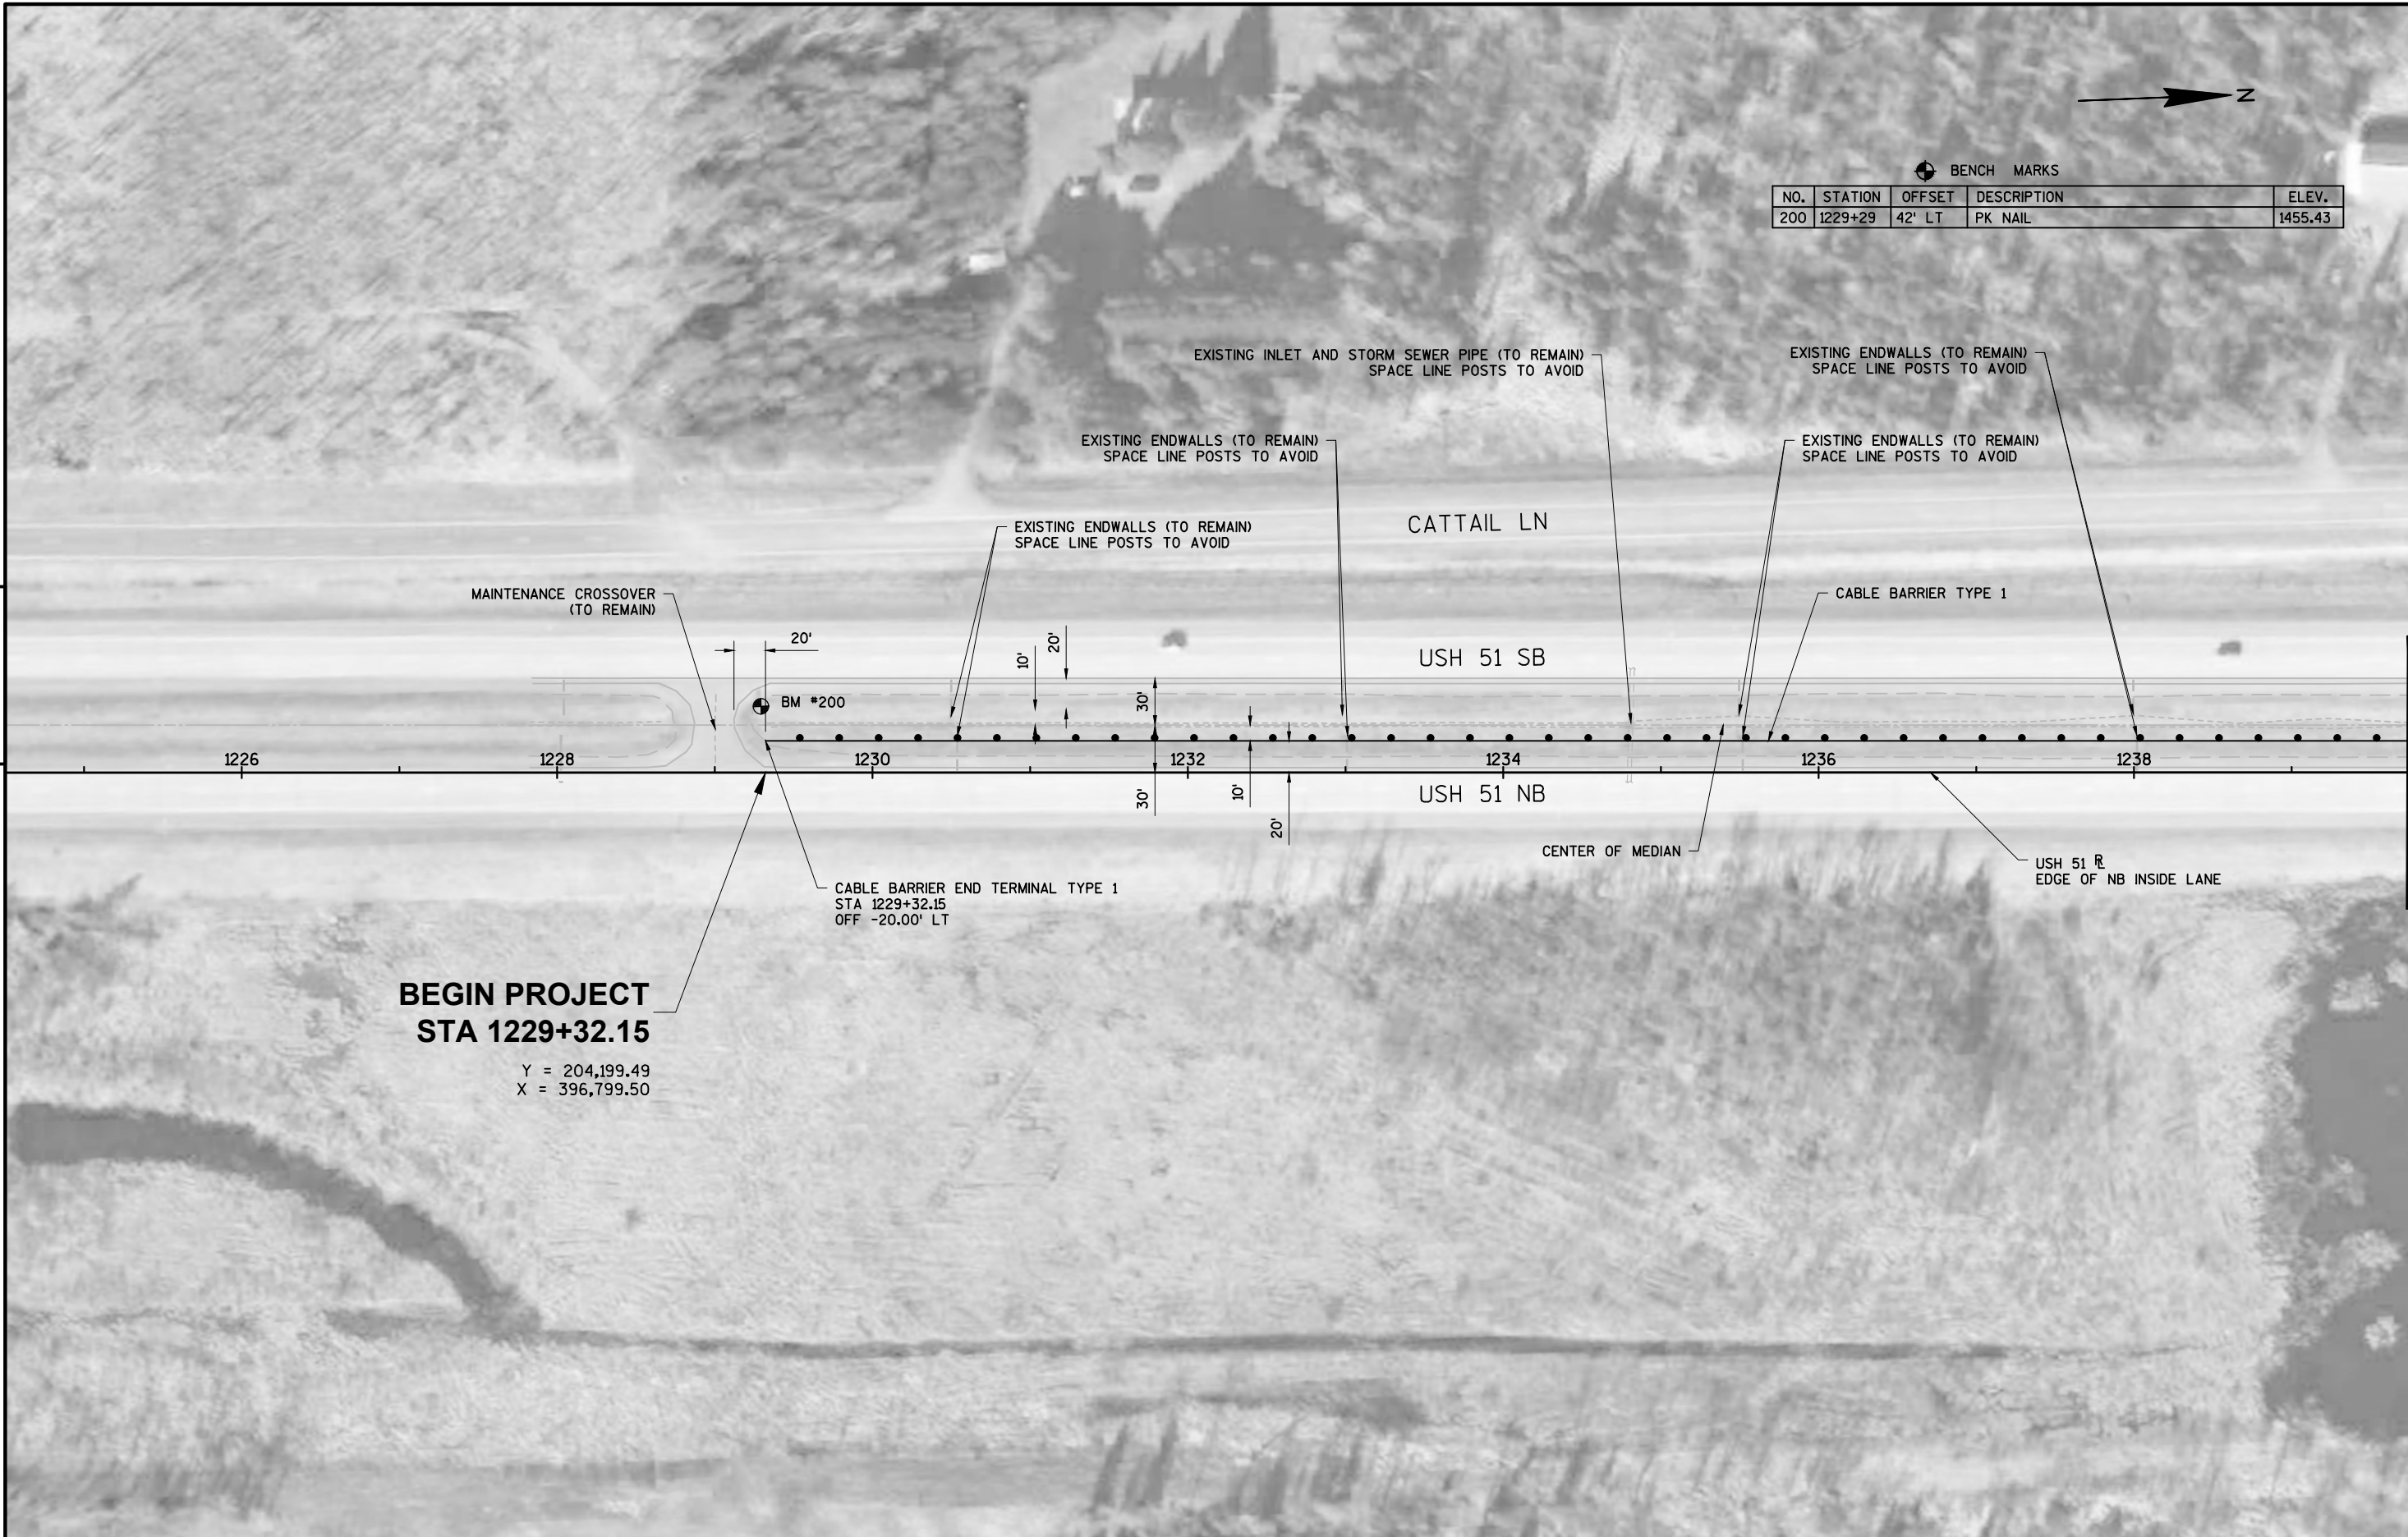 N
BENCH MARKS
NO. STATION OFFSET DESCRIPTION ELEV.
200 1229+29 42' LT PK NAIL 1455.43
EXISTING INLET AND STORM SEWER PIPE (TO REMAIN)
SPACE LINE POSTS TO AVOID
EXISTING ENDWALLS (TO REMAIN)
SPACE LINE POSTS TO AVOID
EXISTING ENDWALLS (TO REMAIN)
SPACE LINE POSTS TO AVOID
EXISTING ENDWALLS (TO REMAIN)
SPACE LINE POSTS TO AVOID
EXISTING ENDWALLS (TO REMAIN)
SPACE LINE POSTS TO AVOID
CATTAIL LN
MAINTENANCE CROSSOVER
(TO REMAIN)
CABLE BARRIER TYPE 1
20'
10'
20'
30'
USH 51 SB
BM #200
1226 1228 1230 1232 1234 1236 1238
30'
10'
20'
USH 51 NB
CENTER OF MEDIAN
USH 51 RL
EDGE OF NB INSIDE LANE
CABLE BARRIER END TERMINAL TYPE 1
STA 1229+32.15
OFF -20.00' LT
BEGIN PROJECT
STA 1229+32.15
Y = 204,199.49
X = 396,799.50